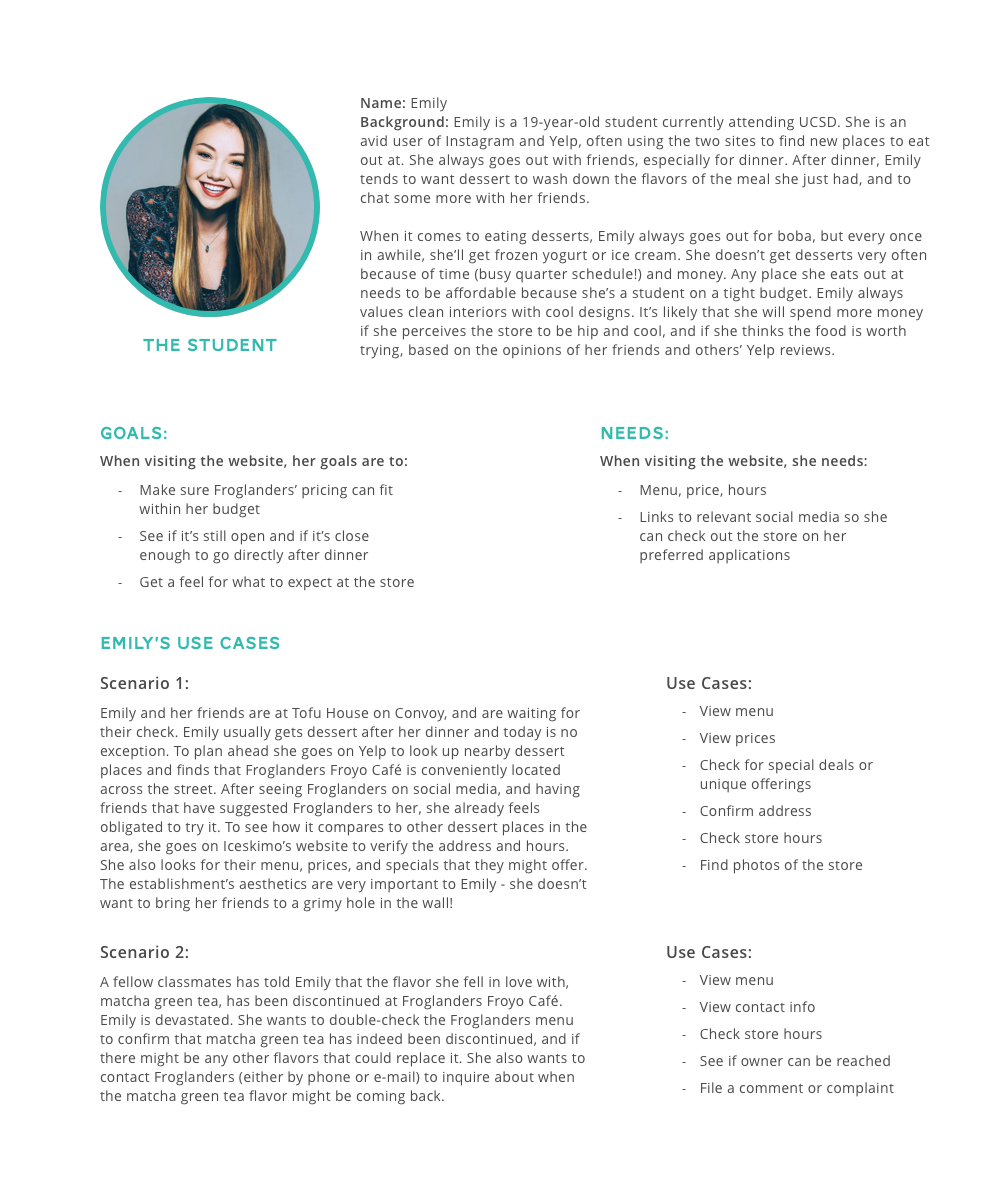 Name: Emily
Background: Emily is a 19-year-old student currently attending UCSD. She is an
avid user of Instagram and Yelp, often using the two sites to find new places to eat
out at. She always goes out with friends, especially for dinner. After dinner, Emily
tends to want dessert to wash down the flavors of the meal she just had, and to
chat some more with her friends.
When it comes to eating desserts, Emily always goes out for boba, but every once
in awhile, she’ll get frozen yogurt or ice cream. She doesn’t get desserts very often
because of time (busy quarter schedule!) and money. Any place she eats out at
needs to be affordable because she’s a student on a tight budget. Emily always
values clean interiors with cool designs. It’s likely that she will spend more money
if she perceives the store to be hip and cool, and if she thinks the food is worth
trying, based on the opinions of her friends and others’ Yelp reviews.
THE STUDENT
GOALS:
When visiting the website, her goals are to:
- Make sure Froglanders’ pricing can fit
within her budget
- See if it’s still open and if it’s close
enough to go directly after dinner
- Get a feel for what to expect at the store
NEEDS:
When visiting the website, she needs:
- Menu, price, hours
- Links to relevant social media so she
can check out the store on her
preferred applications
EMILY’S USE CASES
Scenario 1:
Emily and her friends are at Tofu House on Convoy, and are waiting for
their check. Emily usually gets dessert after her dinner and today is no
exception. To plan ahead she goes on Yelp to look up nearby dessert
places and finds that Froglanders Froyo Café is conveniently located
across the street. After seeing Froglanders on social media, and having
friends that have suggested Froglanders to her, she already feels
obligated to try it. To see how it compares to other dessert places in the
area, she goes on Iceskimo’s website to verify the address and hours.
She also looks for their menu, prices, and specials that they might offer.
The establishment’s aesthetics are very important to Emily - she doesn’t
want to bring her friends to a grimy hole in the wall!
Use Cases:
- View menu
- View prices
- Check for special deals or
unique offerings
- Confirm address
- Check store hours
- Find photos of the store
Scenario 2:
A fellow classmates has told Emily that the flavor she fell in love with,
matcha green tea, has been discontinued at Froglanders Froyo Café.
Emily is devastated. She wants to double-check the Froglanders menu
to confirm that matcha green tea has indeed been discontinued, and if
there might be any other flavors that could replace it. She also wants to
contact Froglanders (either by phone or e-mail) to inquire about when
the matcha green tea flavor might be coming back.
Use Cases:
- View menu
- View contact info
- Check store hours
- See if owner can be reached
- File a comment or complaint